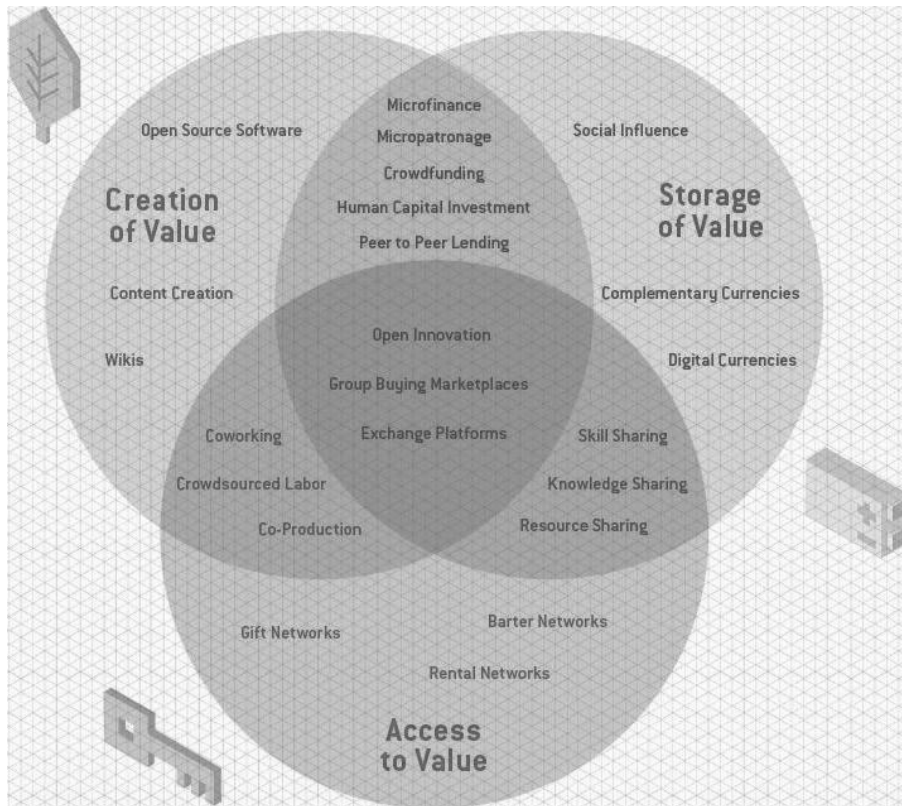 Microfinance
Open Source Software
Micropatronage
Social Influence
Crowdfunding
Creation
of Value
Human Capital Investment
Storage
of Value
Peer to Peer Lending
Content Creation
Complementary Currencies
Open Innovation
Wikis
Digital Currencies
Group Buying Marketplaces
Coworking
Exchange Platforms
Skill Sharing
Crowdsourced Labor
Knowledge Sharing
Co-Production
Resource Sharing
Gift Networks
Barter Networks
Rental Networks
Access
to Value